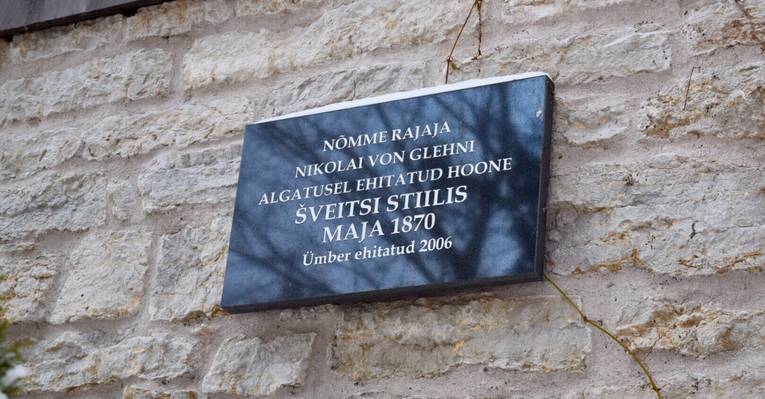 NÕMME RAJAJA
NIKOLAI VON GLEHNI
ALGATUSEL EHITATUD HOONE
ŠVEITSI STIILIS
MAJA 1870
Ümber ehitatud 2006